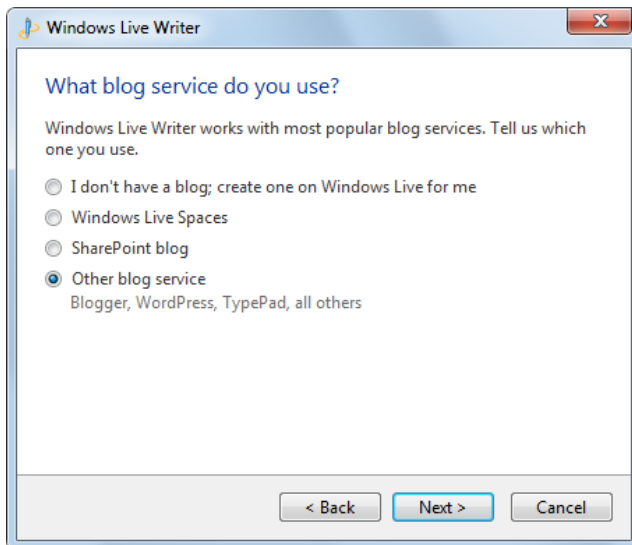 Windows Live Writer
What blog service do you use?
Windows Live Writer works with most popular blog services. Tell us which
one you use.
I don't have a blog; create one on Windows Live for me
Windows Live Spaces
SharePoint blog
Other blog service
Blogger, WordPress, TypePad, all others
< Back Next > Cancel